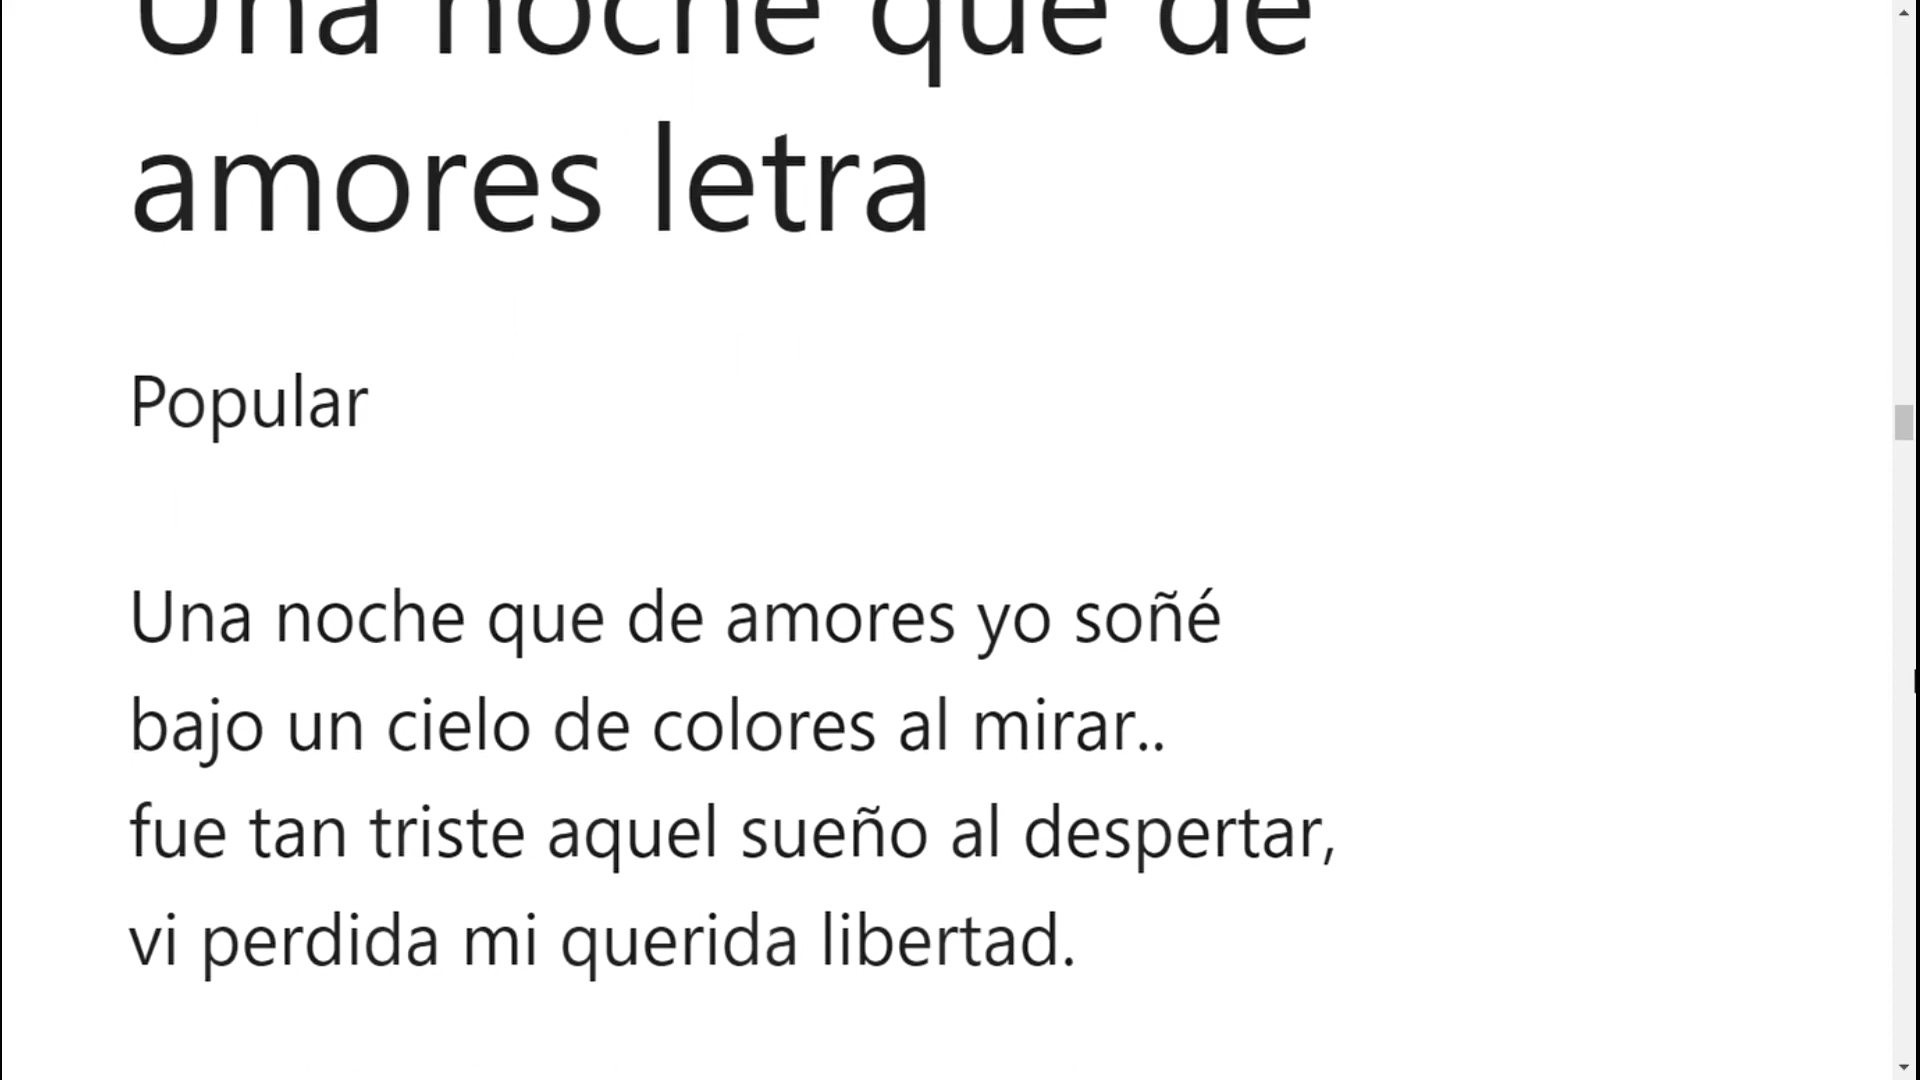 Una noche que de
amores letra
Popular
Una noche que de amores yo soñé
bajo un cielo de colores al mirar..
fue tan triste aquel sueño al despertar,
vi perdida mi querida libertad.